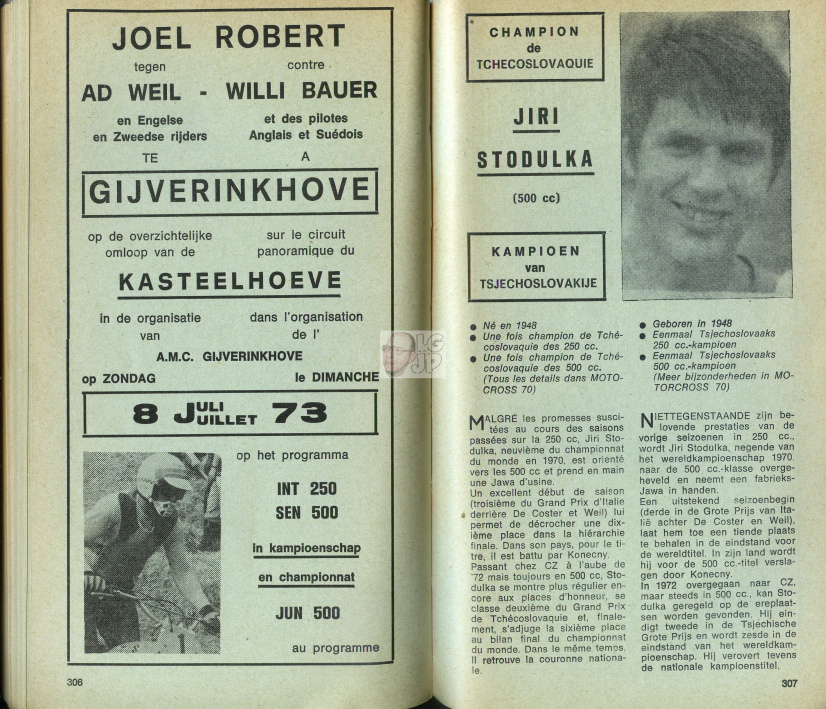 JOEL ROBERT
tegen
contre
AD WEIL - WILLI BAUER
en Engelse
en Zweedse rijders
et des pilotes
Anglais et Suédois
TE
A
GIJVERINKHOVE
op de overzichtelijke
omloop van de
sur le circuit
panoramique du
KASTEELHOEVE
in de organisatie
van
dans l'organisation
de l'
A.M.C. GIJVERINKHOVE
op ZONDAG
le DIMANCHE
8 JULI JUILLET 73
op het programma
INT 250
SEN 500
in kampioenschap
en championnat
JUN 500
au programme
306
LG
JP
CHAMPION
de
TCHECOSLOVAQUIE
JIRI
STODULKA
(500 cc)
KAMPIOEN
van
TSJECHOSLOVAKIJE
● Né en 1948
● Une fois champion de Tché-
coslovaquie des 250 cc.
● Une fois champion de Tché-
coslovaquie des 500 cc.
(Tous les details dans MOTO-
CROSS 70)
MALGRÉ les promesses susci-
tées au cours des saisons
passées sur la 250 cc, Jiri Sto-
dulka, neuvième du championnat
du monde en 1970, est orienté
vers les 500 cc et prend en main
une Jawa d'usine.
Un excellent début de saison
(troisième du Grand Prix d'Italie
derrière De Coster et Weil) lui
permet de décrocher une dix-
ième place dans la hiérarchie
finale. Dans son pays, pour le ti-
tre, il est battu par Konecny.
Passant chez CZ à l'aube de
'72 mais toujours en 500 cc, Sto-
dulka se montre plus régulier en-
core aux places d'honneur, se
classe deuxième du Grand Prix
de Tchécoslovaquie et, finale-
ment, s'adjuge la sixième place
au bilan final du championnat
du monde. Dans le même temps,
il retrouve la couronne nationa-
le.
● Geboren in 1948
● Eenmaal Tsjechoslovaaks
250 cc.-kampioen
● Eenmaal Tsjechoslovaaks
500 cc.-kampioen
(Meer bijzonderheden in MO-
TORCROSS 70)
NIETTEGENSTAANDE zijn be-
lovende prestaties van de
vorige seizoenen in 250 cc.,
wordt Jiri Stodulka, negende van
het wereldkampioenschap 1970,
naar de 500 cc.-klasse overge-
heveld en neemt een fabrieks-
Jawa in handen.
Een uitstekend seizoenbegin
(derde in de Grote Prijs van Ita-
lië achter De Coster en Weil),
laat hem toe een tiende plaats
te behalen in de eindstand voor
de wereldtitel. In zijn land wordt
hij voor de 500 cc.-titel versla-
gen door Konecny.
In 1972 overgegaan naar CZ,
maar steeds in 500 cc., kan Sto-
dulka geregeld op de ereplaat-
sen worden gevonden. Hij ein-
digt tweede in de Tsjechische
Grote Prijs en wordt zesde in de
eindstand van het wereldkam-
pioenschap. Hij verovert tevens
de nationale kampioenstitel.
307